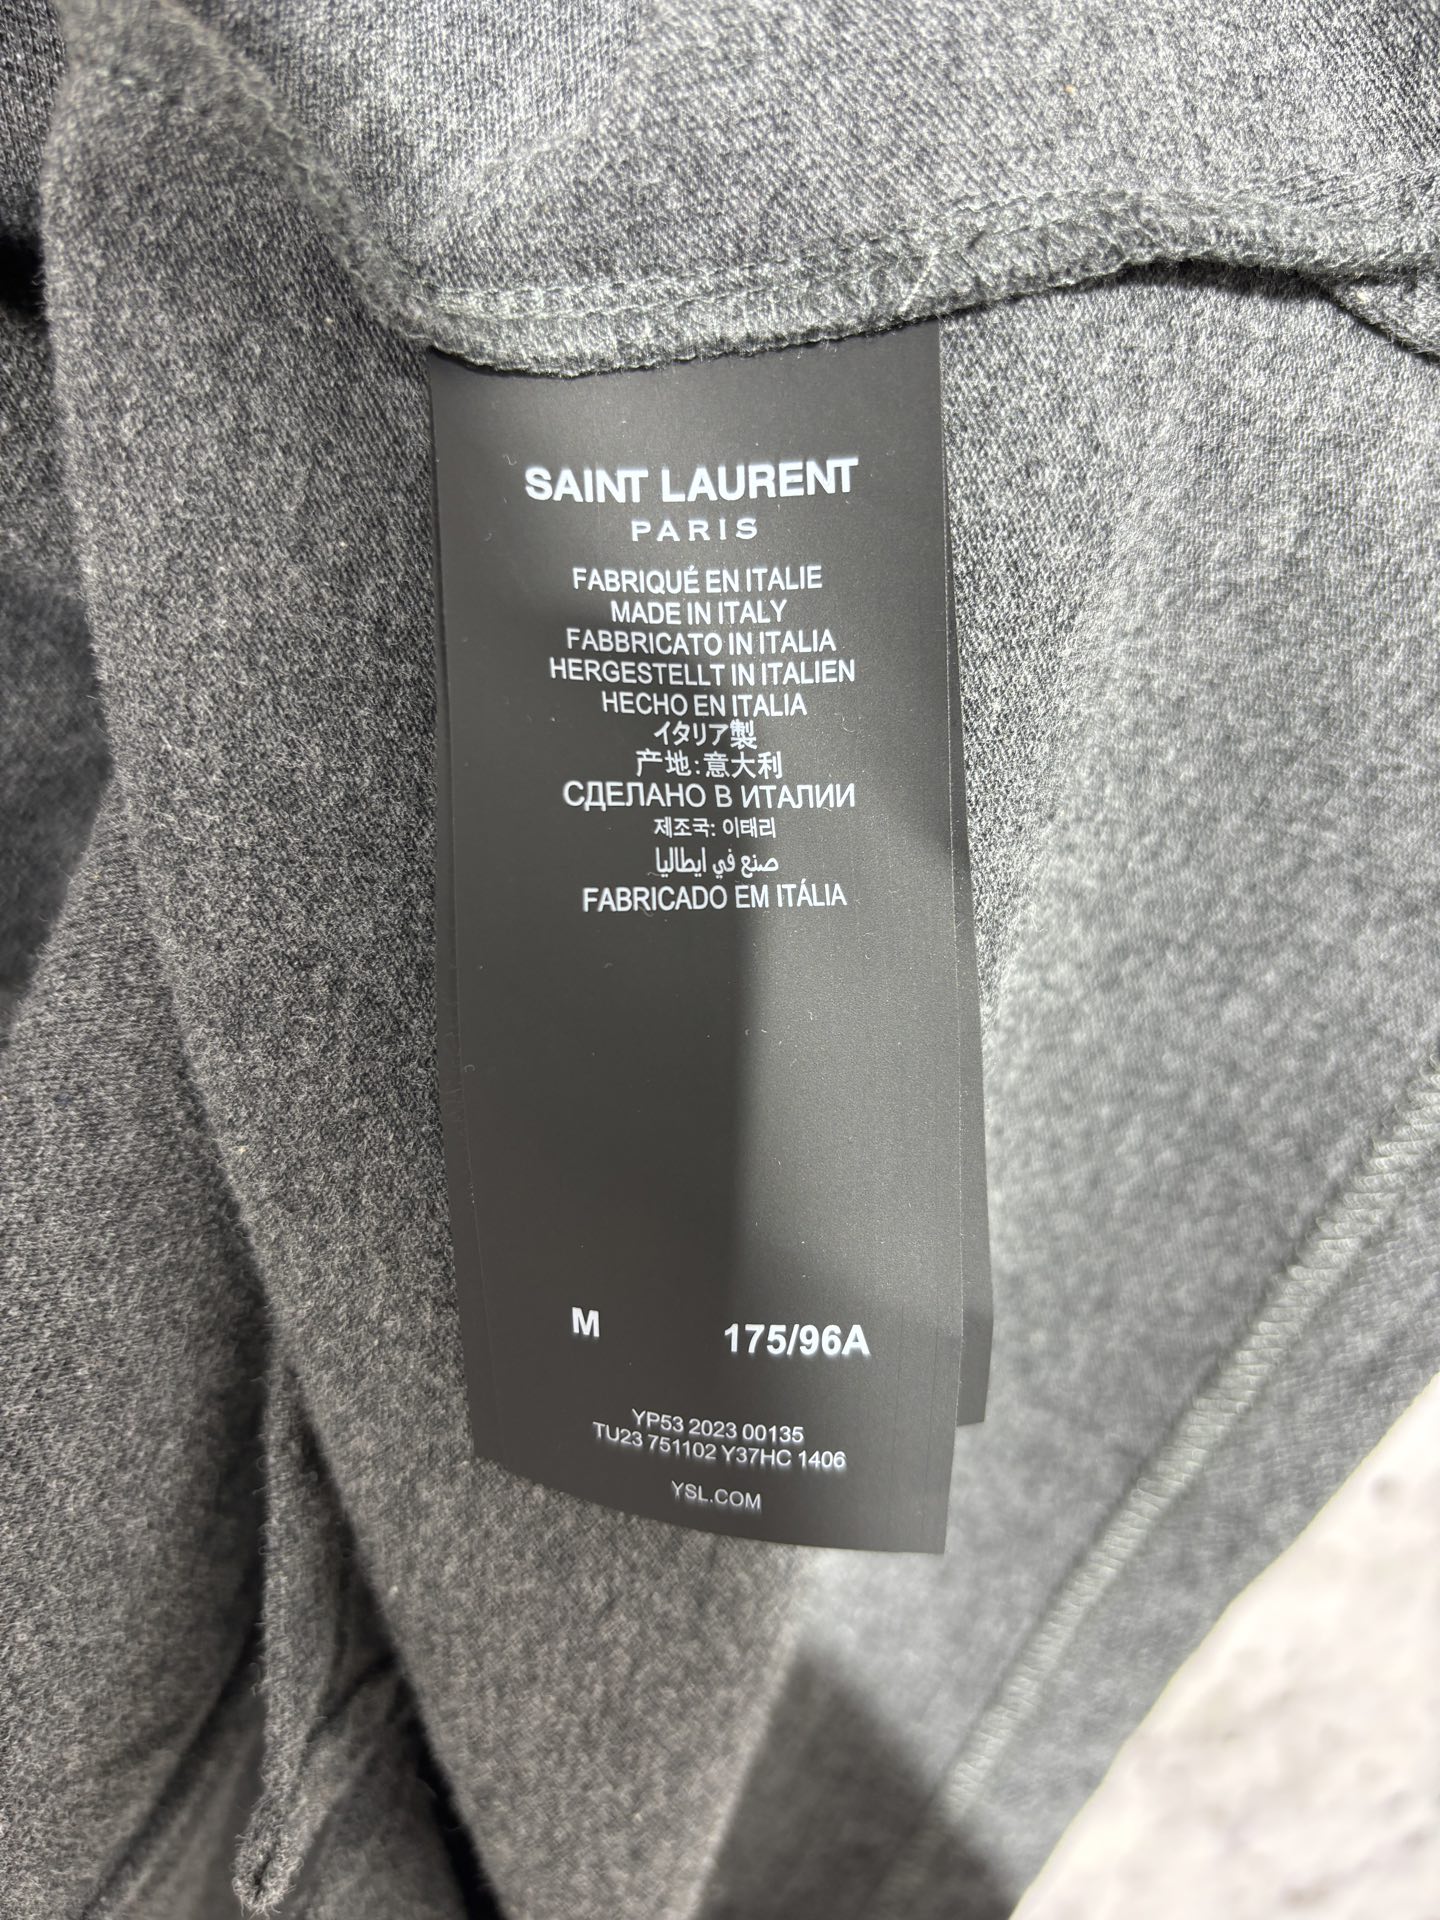 SAINT LAURENT
PARIS
FABRIQUÉ EN ITALIE
MADE IN ITALY
FABBRICATO IN ITALIA
HERGESTELLT IN ITALIEN
HECHO EN ITALIA
イタリア製
产地:意大利
СДЕЛАНО В ИТАЛИИ
제조국: 이태리
صنع في ايطاليا
FABRICADO EM ITÁLIA
M 175/96A
YP53 2023 00135
TU23 751102 Y37HC 1406
YSL.COM